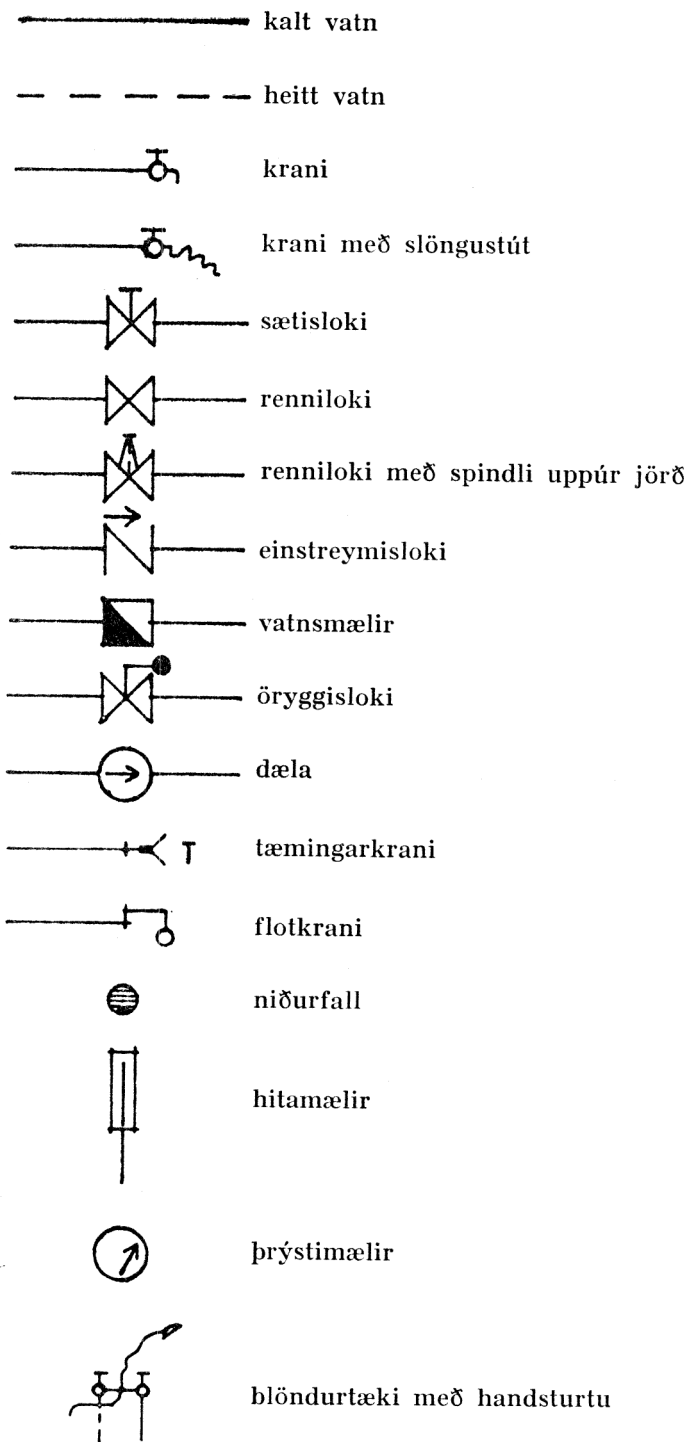 kalt vatn
heitt vatn
krani
krani með slöngustút
sætisloki
renniloki
renniloki með spindli uppúr jörð
einstreymisloki
vatnsmælir
öryggisloki
dæla
T tæmingarkrani
flotkrani
niðurfall
hitamælir
þrýstimælir
blöndurtæki með handsturtu